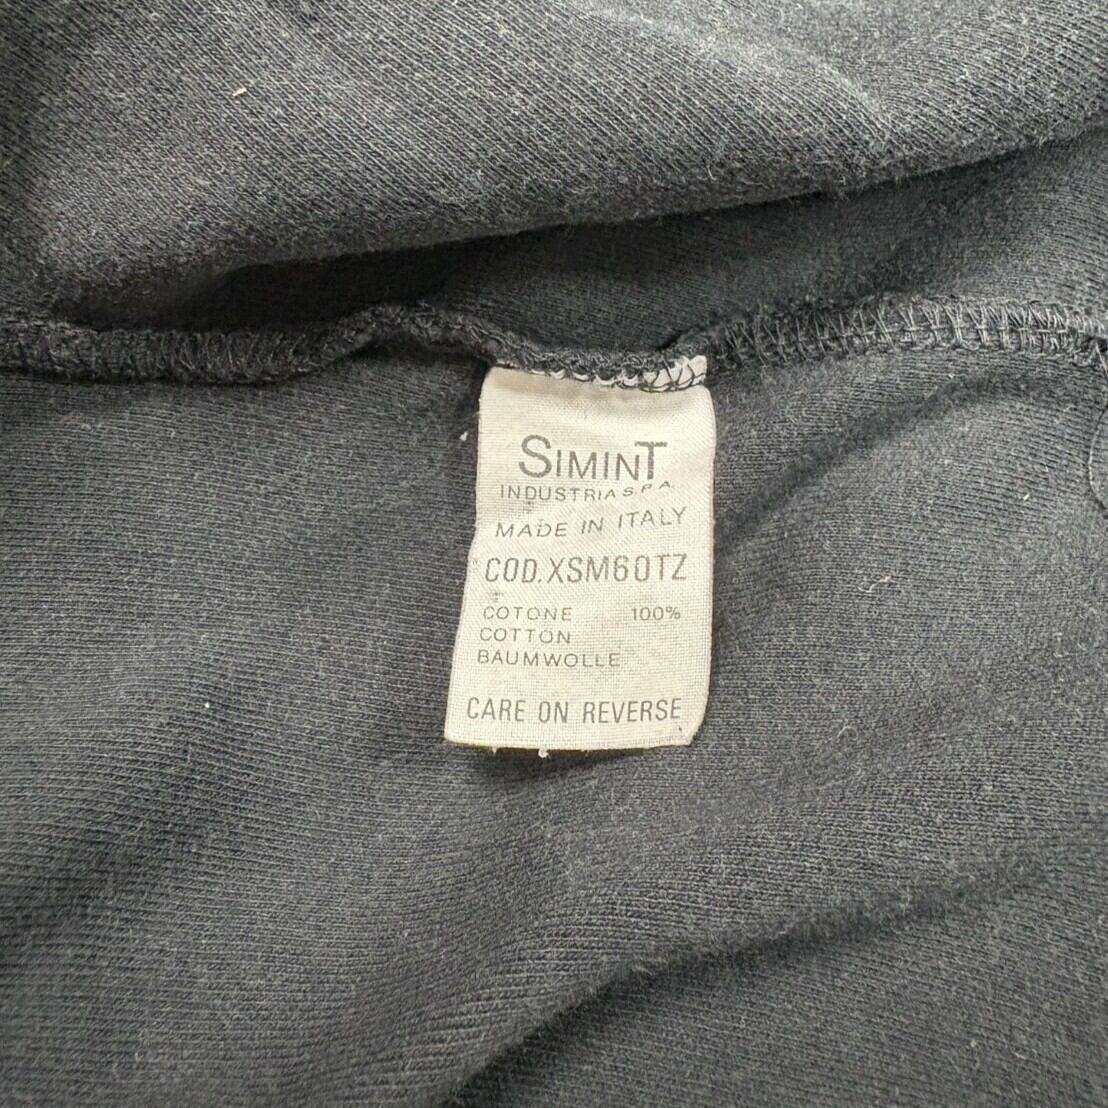 SIMINT
INDUSTRIA S.P.A.
MADE IN ITALY
COD.XSM60TZ
COTONE 100%
COTTON
BAUMWOLLE
CARE ON REVERSE